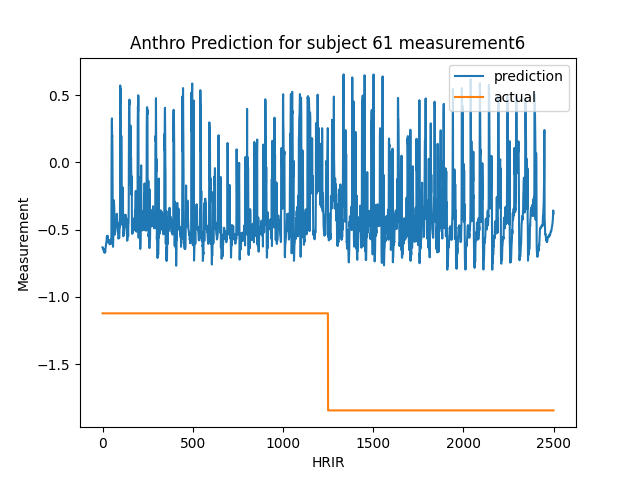 Anthro Prediction for subject 61 measurement6
prediction
actual
0.5
0.0
−0.5
−1.0
−1.5
Measurement
0
500
1000
1500
2000
2500
HRIR